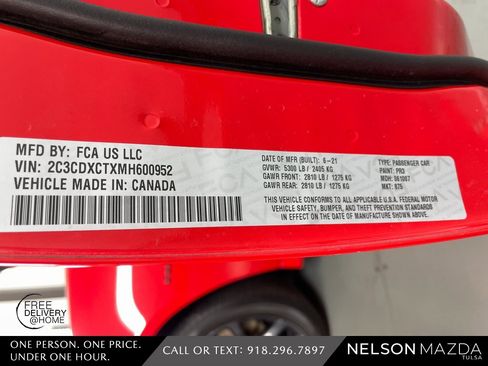 MFD BY: FCA US LLC
VIN: 2C3CDXCTXMH600952
VEHICLE MADE IN: CANADA
DATE OF MFR (BUILT): 6-21
GVWR: 5300 LB / 2405 KG
GAWR FRONT: 2810 LB / 1275 KG
GAWR REAR: 2810 LB / 1275 KG
TYPE: PASSENGER CAR
PAINT: PR3
MDH: 061007
MKT: 875
THIS VEHICLE CONFORMS TO ALL APPLICABLE U.S.A. FEDERAL MOTOR
VEHICLE SAFETY, BUMPER, AND THEFT PREVENTION STANDARDS
IN EFFECT ON THE DATE OF MANUFACTURE SHOWN ABOVE.
FREE
DELIVERY
@HOME
ONE PERSON. ONE PRICE.
UNDER ONE HOUR.
CALL OR TEXT: 918.296.7897
NELSON MAZDA
TULSA